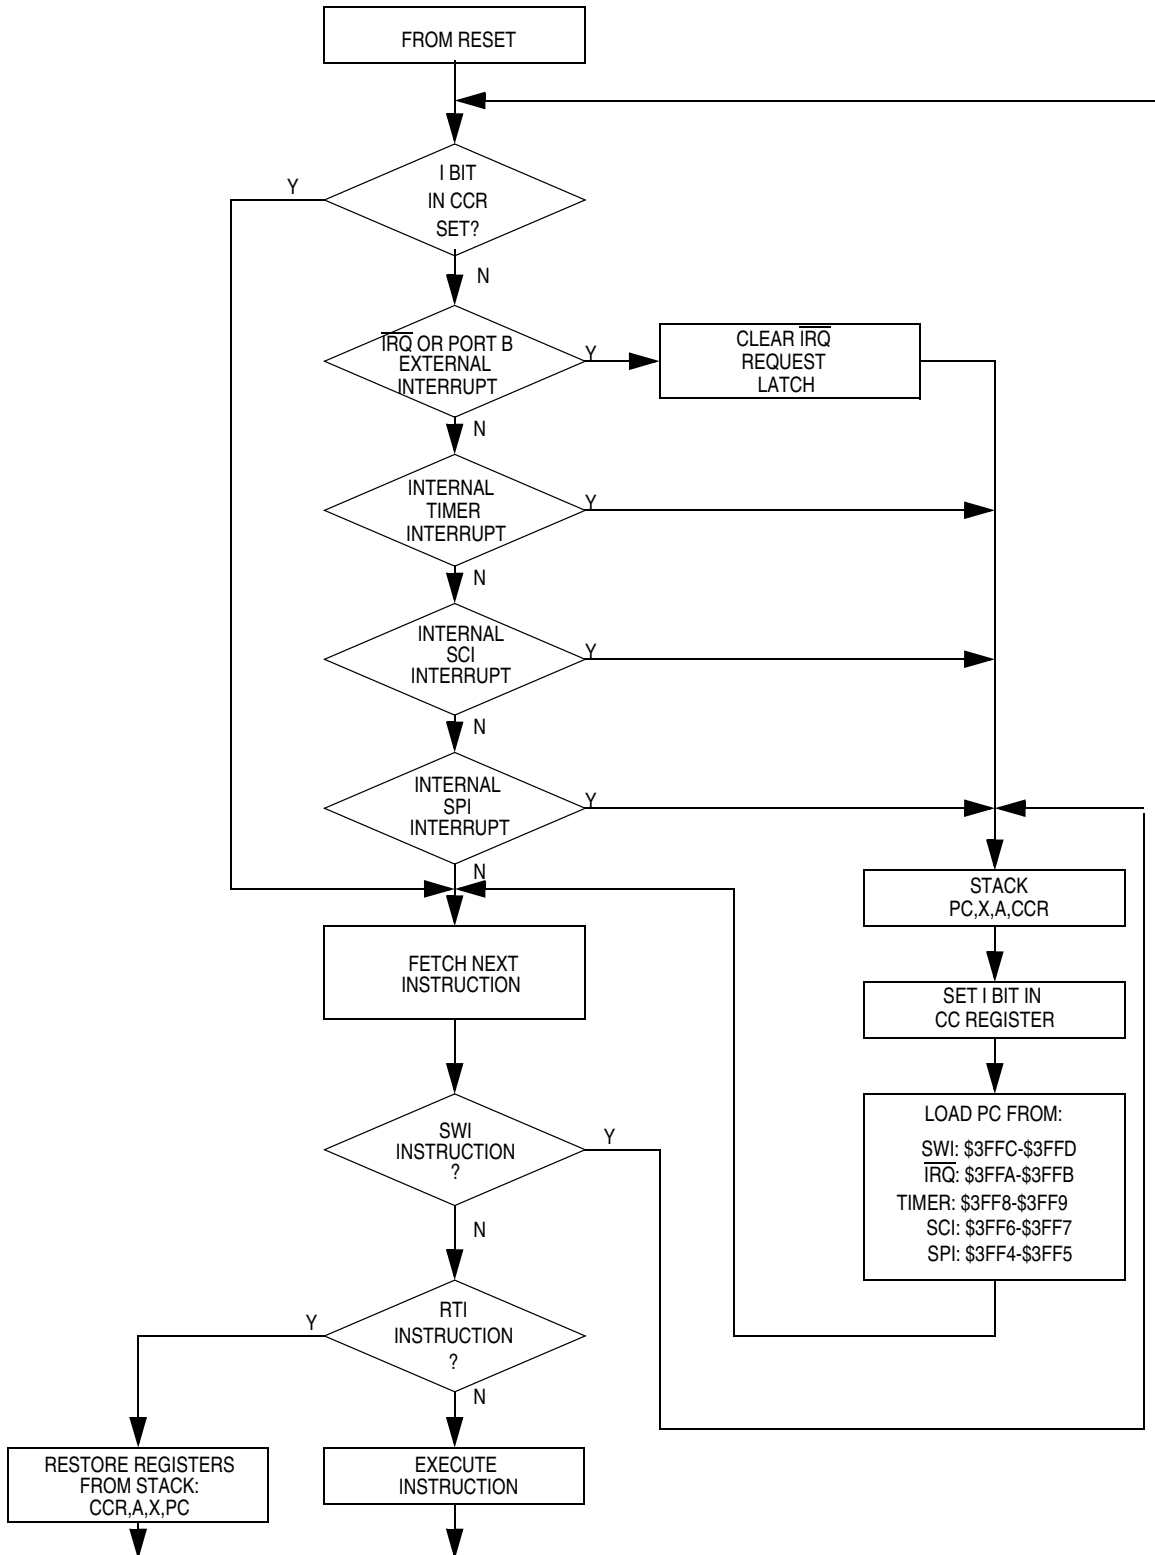 FROM RESET
I BIT
IN CCR
SET?
Y
N
IRQ OR PORT B
EXTERNAL
INTERRUPT
Y
CLEAR IRQ
REQUEST
LATCH
N
INTERNAL
TIMER
INTERRUPT
Y
N
INTERNAL
SCI
INTERRUPT
Y
N
INTERNAL
SPI
INTERRUPT
Y
N
STACK
PC,X,A,CCR
FETCH NEXT
INSTRUCTION
SET I BIT IN
CC REGISTER
LOAD PC FROM:
SWI: $3FFC-$3FFD
IRQ: $3FFA-$3FFB
TIMER: $3FF8-$3FF9
SCI: $3FF6-$3FF7
SPI: $3FF4-$3FF5
SWI
INSTRUCTION
?
Y
N
RTI
INSTRUCTION
?
Y
N
RESTORE REGISTERS
FROM STACK:
CCR,A,X,PC
EXECUTE
INSTRUCTION